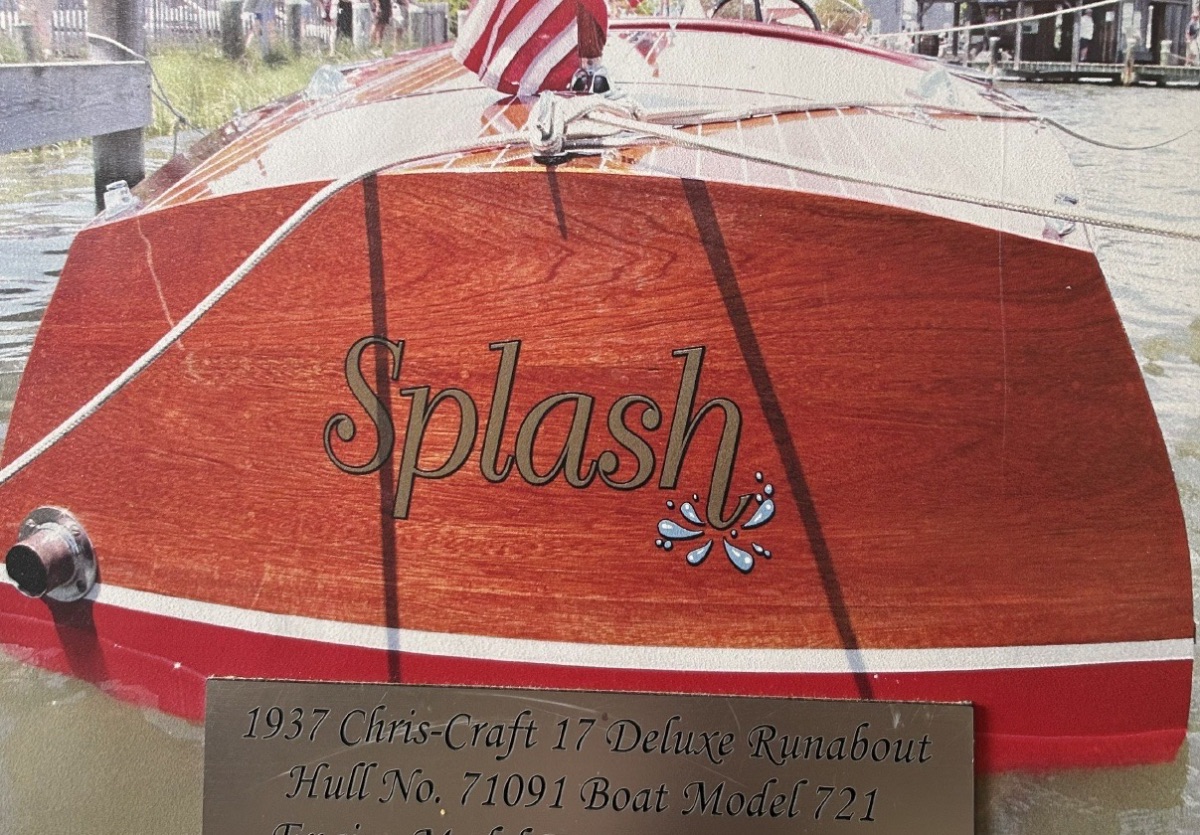 Splash
1937 Chris-Craft 17 Deluxe Runabout
Hull No. 71091 Boat Model 721